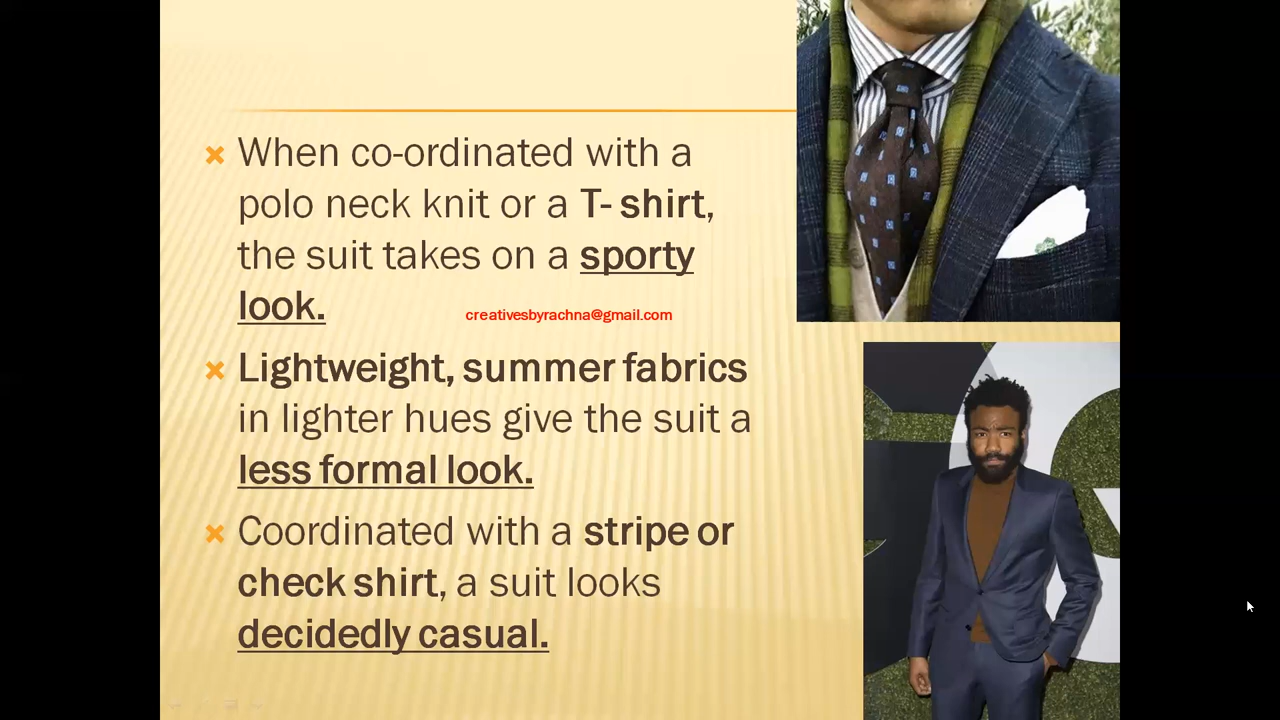 When co-ordinated with a
polo neck knit or a T- shirt,
the suit takes on a sporty
look.
creativesbyrachna@gmail.com
Lightweight, summer fabrics
in lighter hues give the suit a
less formal look.
Coordinated with a stripe or
check shirt, a suit looks
decidedly casual.